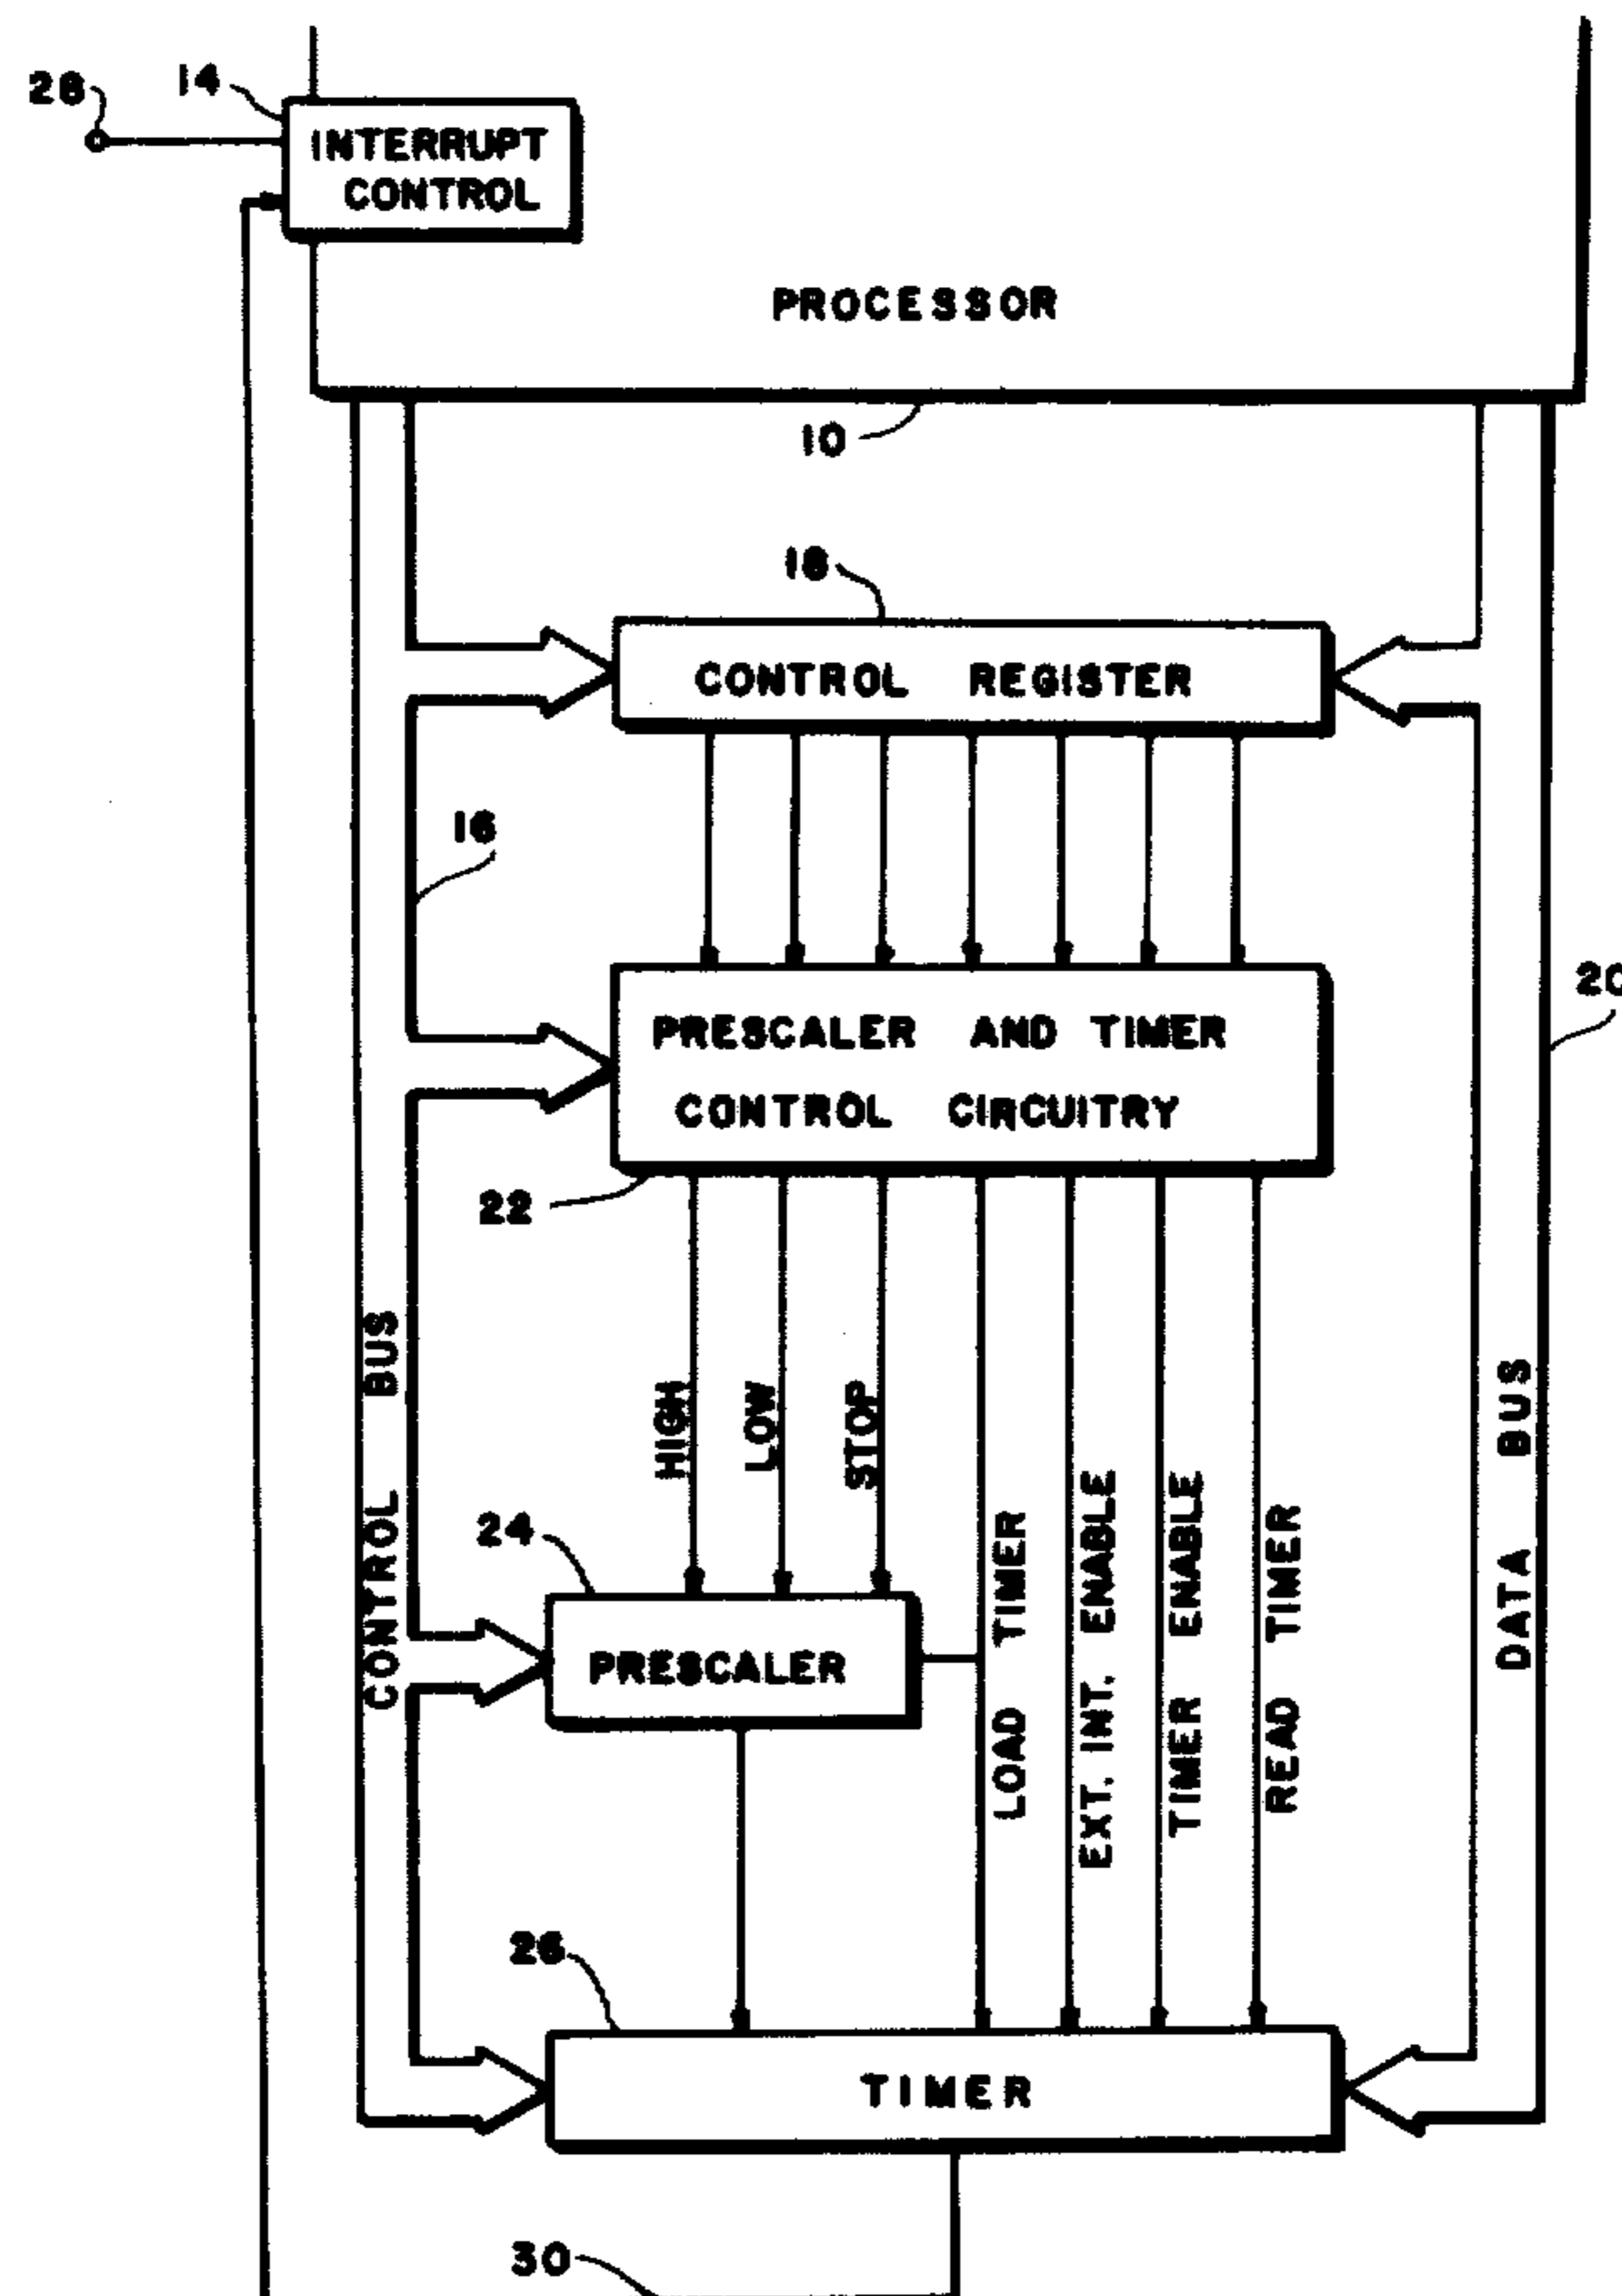 28
14
INTERRUPT
CONTROL
PROCESSOR
10
18
CONTROL REGISTER
16
20
PRESCALER AND TIMER
CONTROL CIRCUITRY
22
CONTROL BUS
HIGH
LOW
STOP
LOAD TIMER
EXT. INT. ENABLE
TIMER ENABLE
READ TIMER
DATA BUS
24
PRESCALER
26
TIMER
30